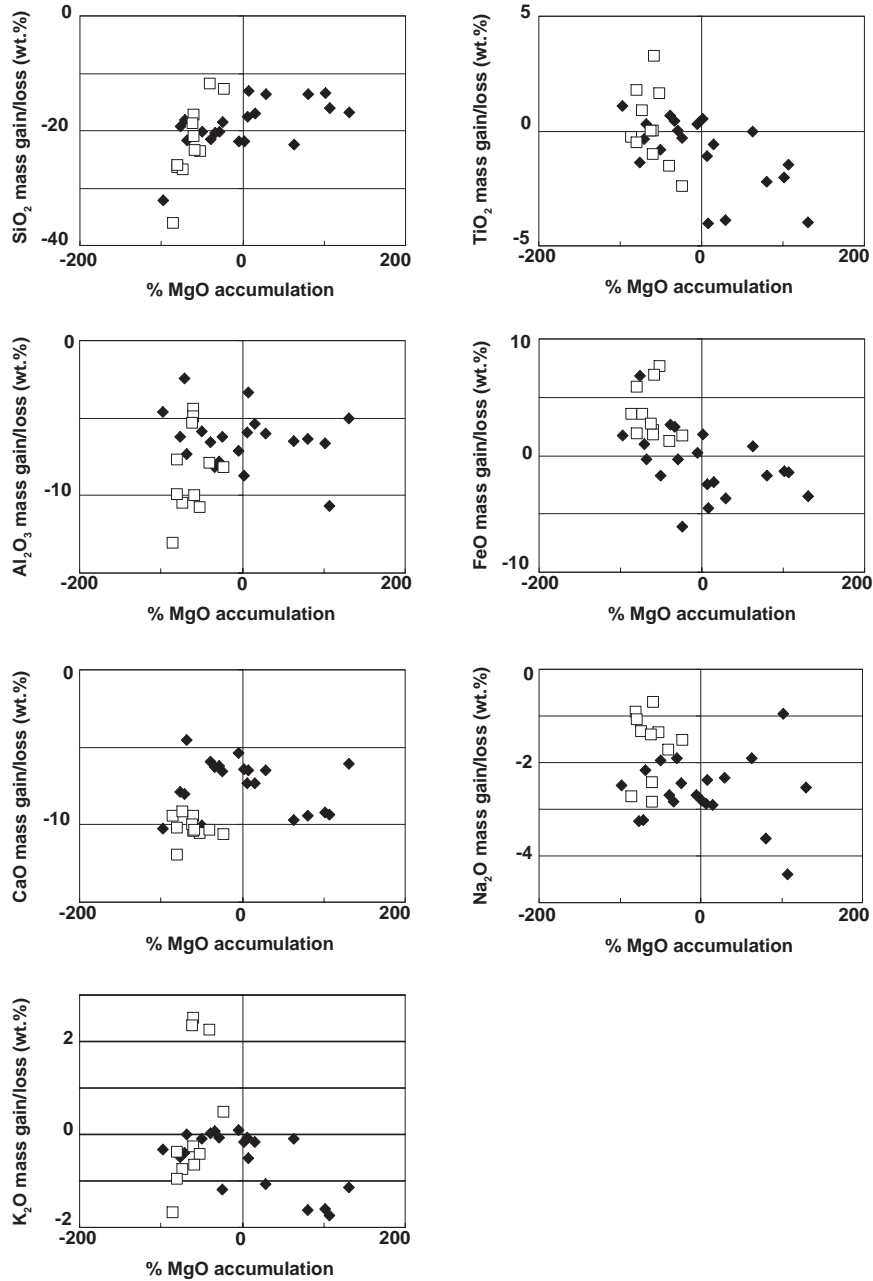 0
-20
-40
SiO₂ mass gain/loss (wt.%)
-200 0 200
% MgO accumulation
5
0
-5
TiO₂ mass gain/loss (wt.%)
-200 0 200
% MgO accumulation
0
-10
Al₂O₃ mass gain/loss (wt.%)
-200 0 200
% MgO accumulation
10
0
-10
FeO mass gain/loss (wt.%)
-200 0 200
% MgO accumulation
0
-10
CaO mass gain/loss (wt.%)
-200 0 200
% MgO accumulation
0
-2
-4
Na₂O mass gain/loss (wt.%)
-200 0 200
% MgO accumulation
2
0
-2
K₂O mass gain/loss (wt.%)
-200 0 200
% MgO accumulation